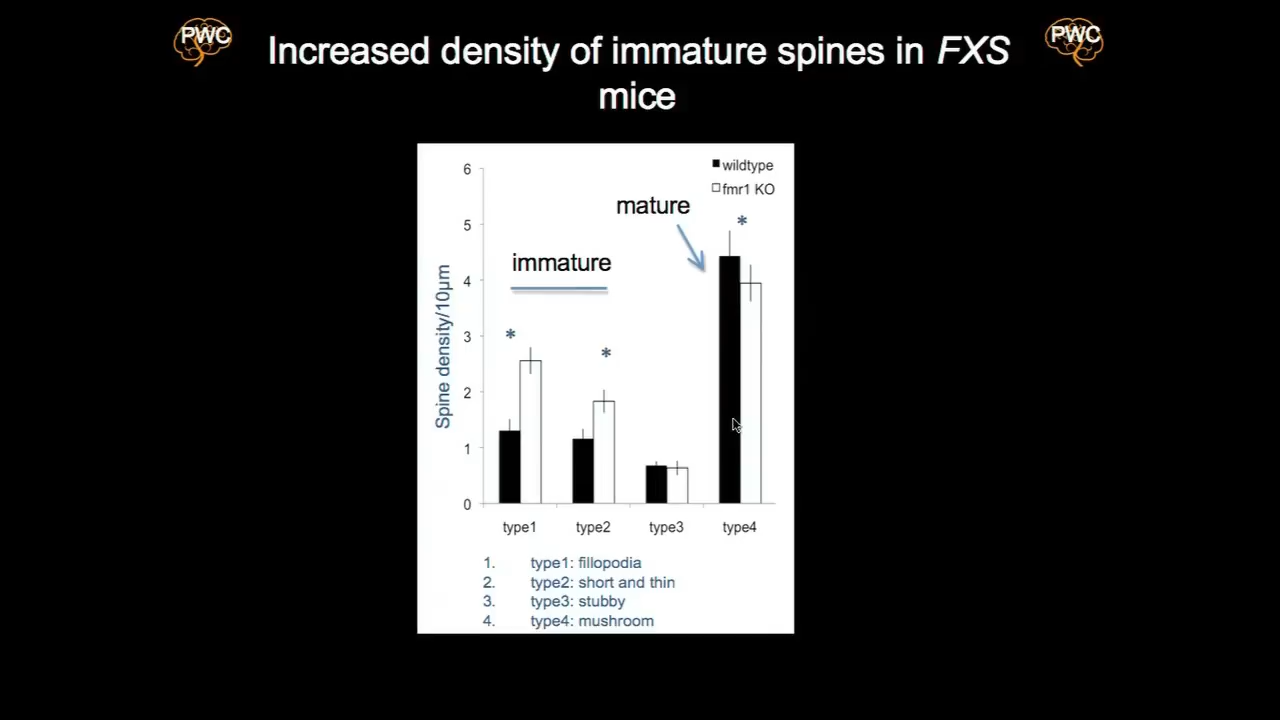 PWC
PWC
Increased density of immature spines in FXS
mice
wildtype
fmr1 KO
mature
immature
*
*
*
Spine density/10µm
6
5
4
3
2
1
0
type1 type2 type3 type4
1. type1: fillopodia
2. type2: short and thin
3. type3: stubby
4. type4: mushroom